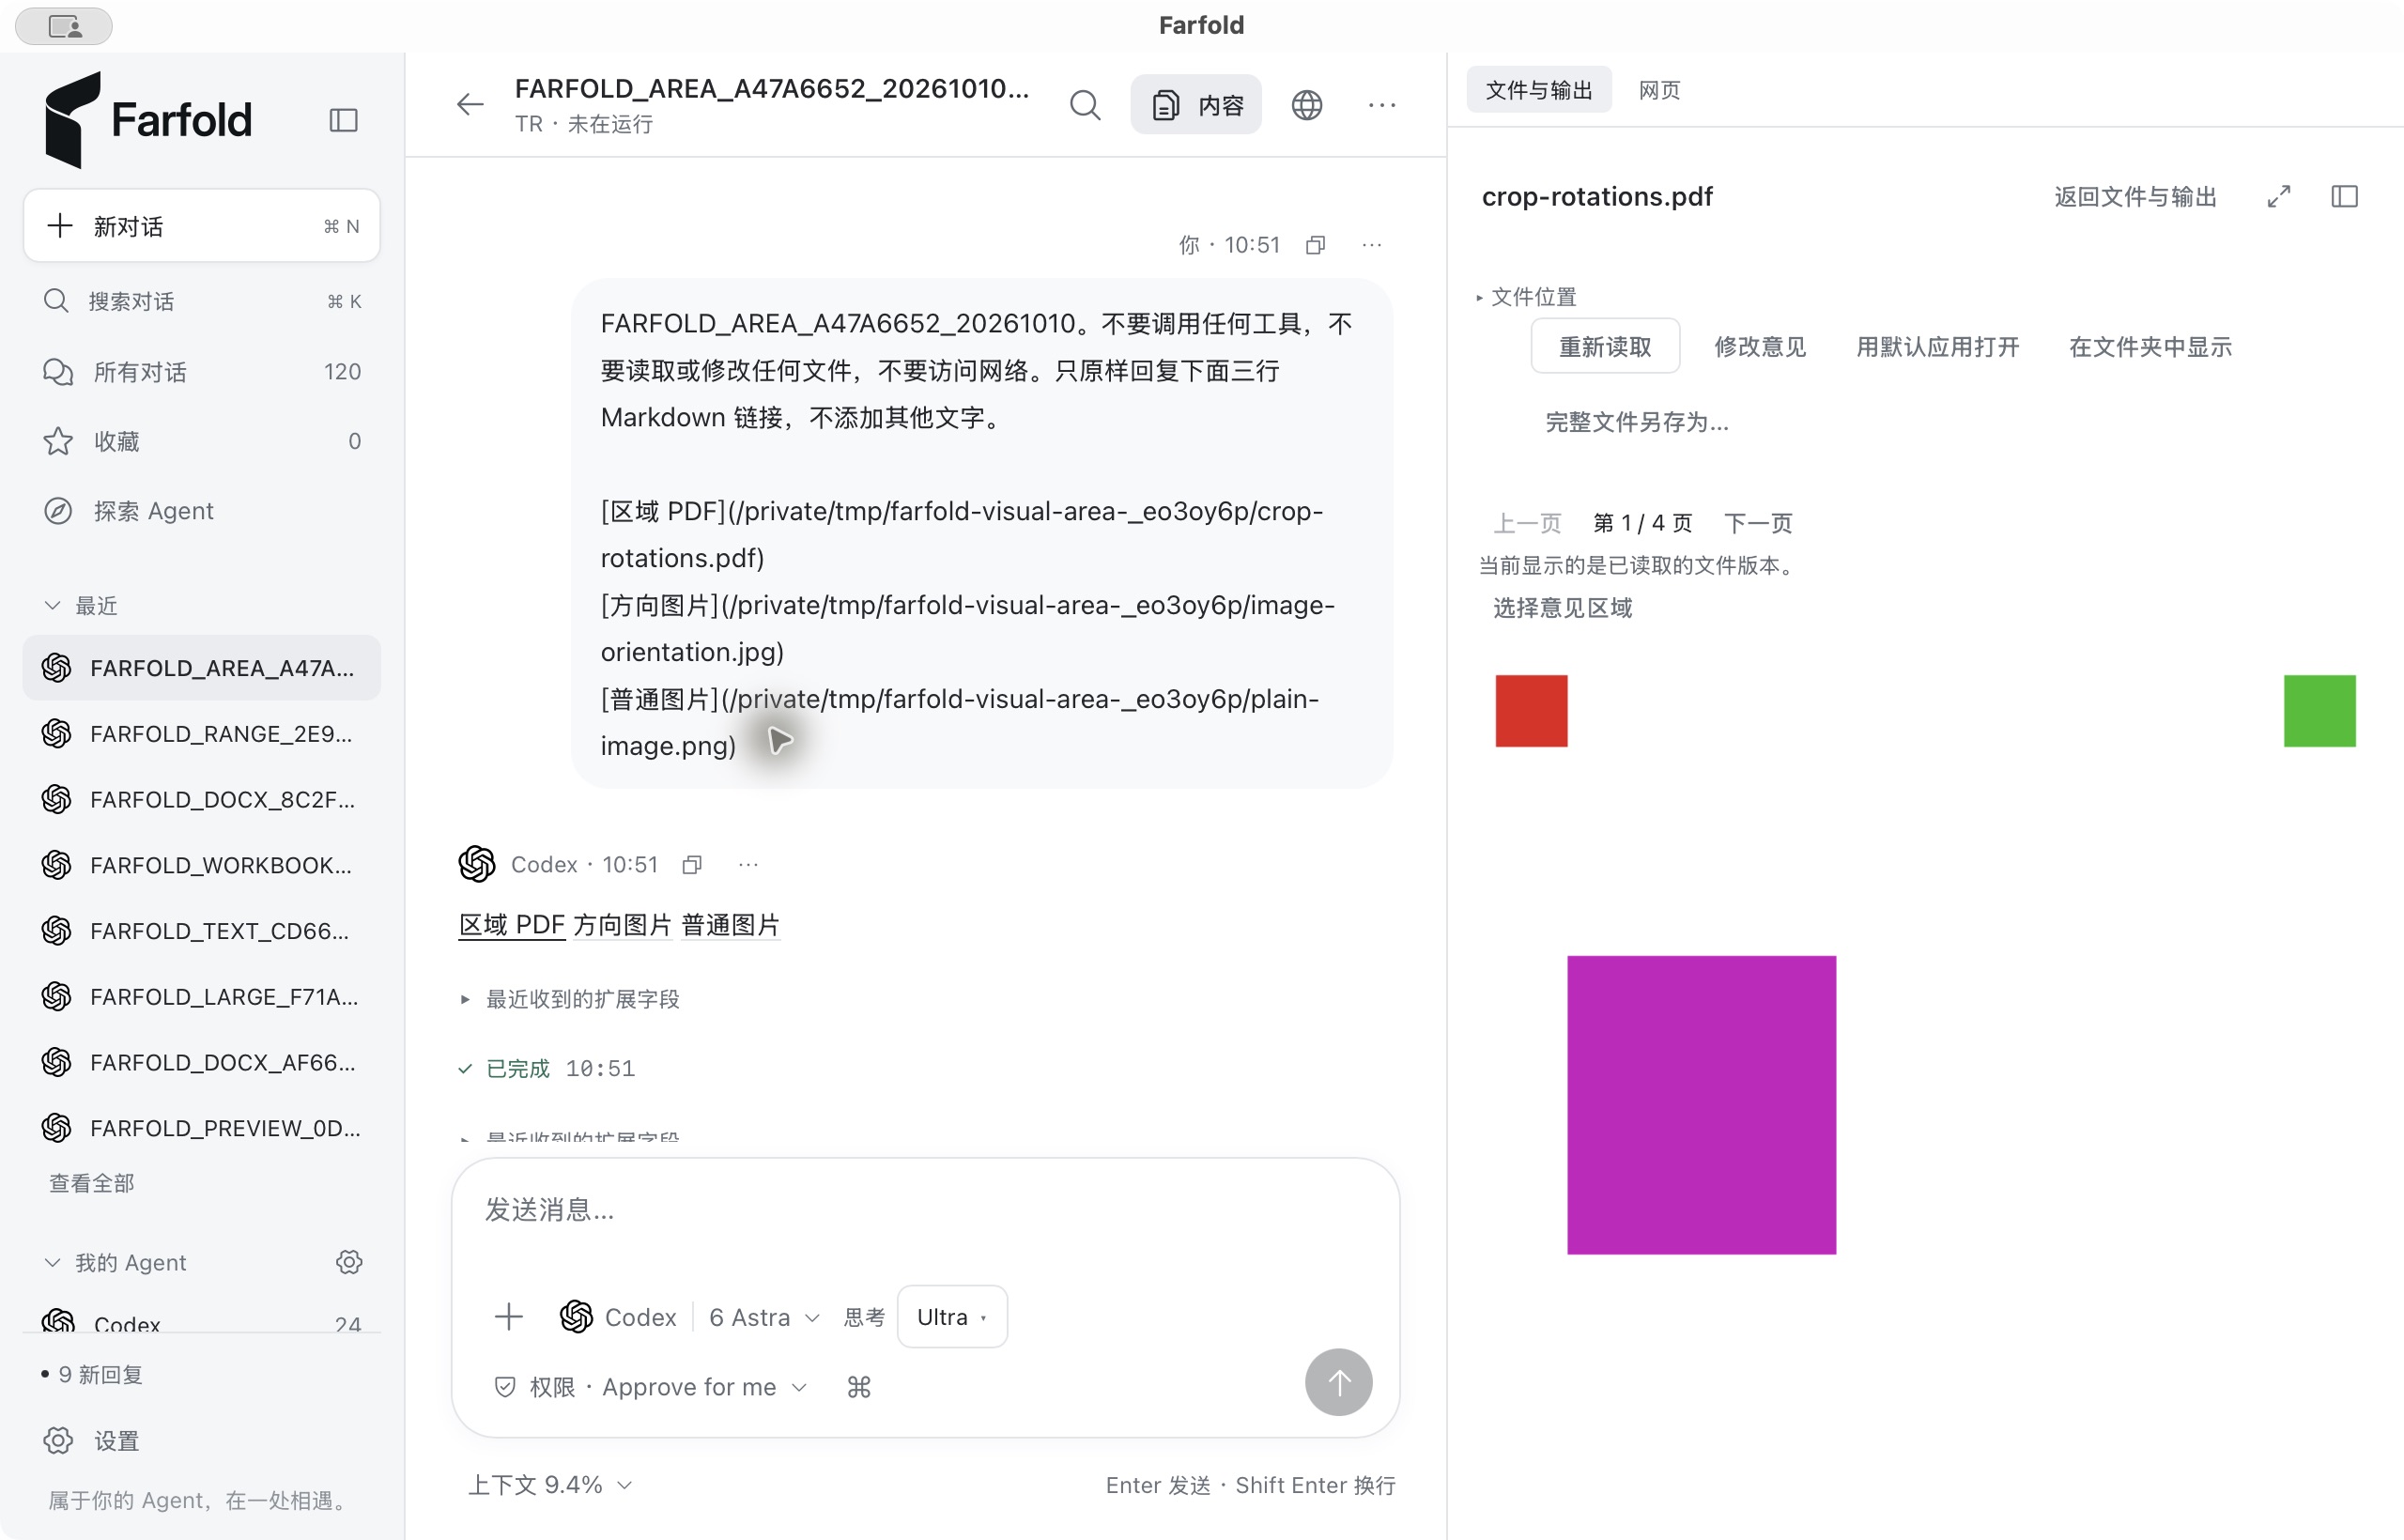 Farfold
Farfold
新对话 ⌘ N
搜索对话 ⌘ K
所有对话 120
收藏 0
探索 Agent
最近
FARFOLD_AREA_A47A...
FARFOLD_RANGE_2E9...
FARFOLD_DOCX_8C2F...
FARFOLD_WORKBOOK...
FARFOLD_TEXT_CD66...
FARFOLD_LARGE_F71A...
FARFOLD_DOCX_AF66...
FARFOLD_PREVIEW_0D...
查看全部
我的 Agent
Codex 24
9 新回复
设置
属于你的 Agent，在一处相遇。
FARFOLD_AREA_A47A6652_20261010...
TR · 未在运行
内容
你 · 10:51
FARFOLD_AREA_A47A6652_20261010。不要调用任何工具，不
要读取或修改任何文件，不要访问网络。只原样回复下面三行
Markdown 链接，不添加其他文字。
[区域 PDF](/private/tmp/farfold-visual-area-_eo3oy6p/crop-
rotations.pdf)
[方向图片](/private/tmp/farfold-visual-area-_eo3oy6p/image-
orientation.jpg)
[普通图片](/private/tmp/farfold-visual-area-_eo3oy6p/plain-
image.png)
Codex · 10:51
区域 PDF 方向图片 普通图片
最近收到的扩展字段
已完成 10:51
最近收到的扩展字段
发送消息...
Codex 6 Astra 思考 Ultra
权限 · Approve for me ⌘
上下文 9.4%
Enter 发送 · Shift Enter 换行
文件与输出 网页
crop-rotations.pdf 返回文件与输出
文件位置
重新读取 修改意见 用默认应用打开 在文件夹中显示
完整文件另存为...
上一页 第 1 / 4 页 下一页
当前显示的是已读取的文件版本。
选择意见区域